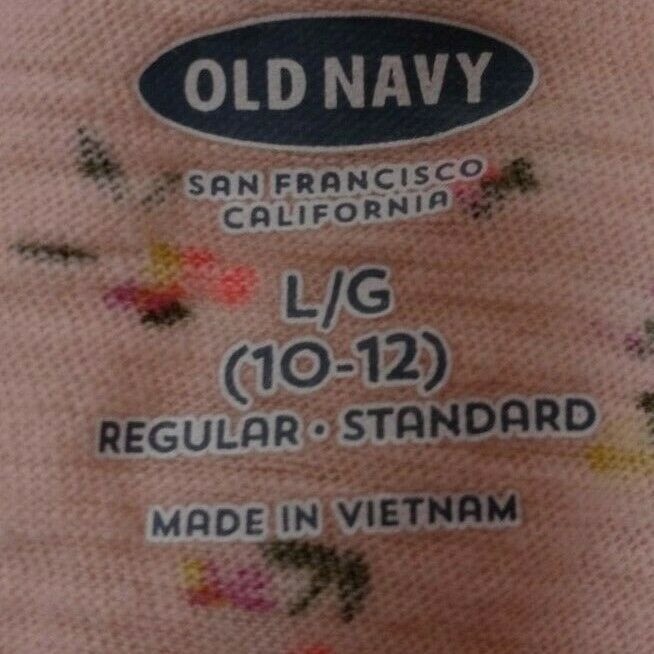 OLD NAVY
SAN FRANCISCO
CALIFORNIA
L/G
(10-12)
REGULAR • STANDARD
MADE IN VIETNAM